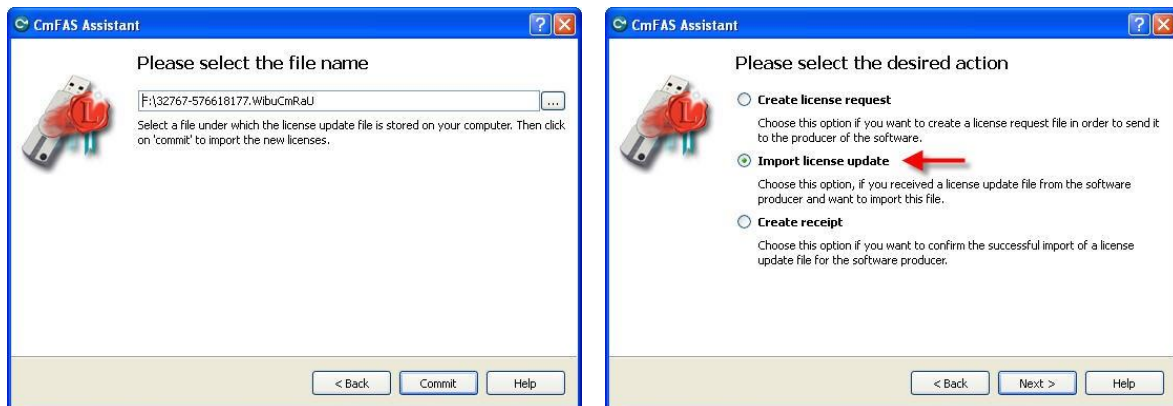 CmFAS Assistant
Please select the file name
F:\32767-576618177.WibuCmRaU
...
Select a file under which the license update file is stored on your computer. Then click
on 'commit' to import the new licenses.
< Back
Commit
Help
CmFAS Assistant
Please select the desired action
Create license request
Choose this option if you want to create a license request file in order to send it
to the producer of the software.
Import license update
Choose this option, if you received a license update file from the software
producer and want to import this file.
Create receipt
Choose this option if you want to confirm the successful import of a license
update file for the software producer.
< Back
Next >
Help